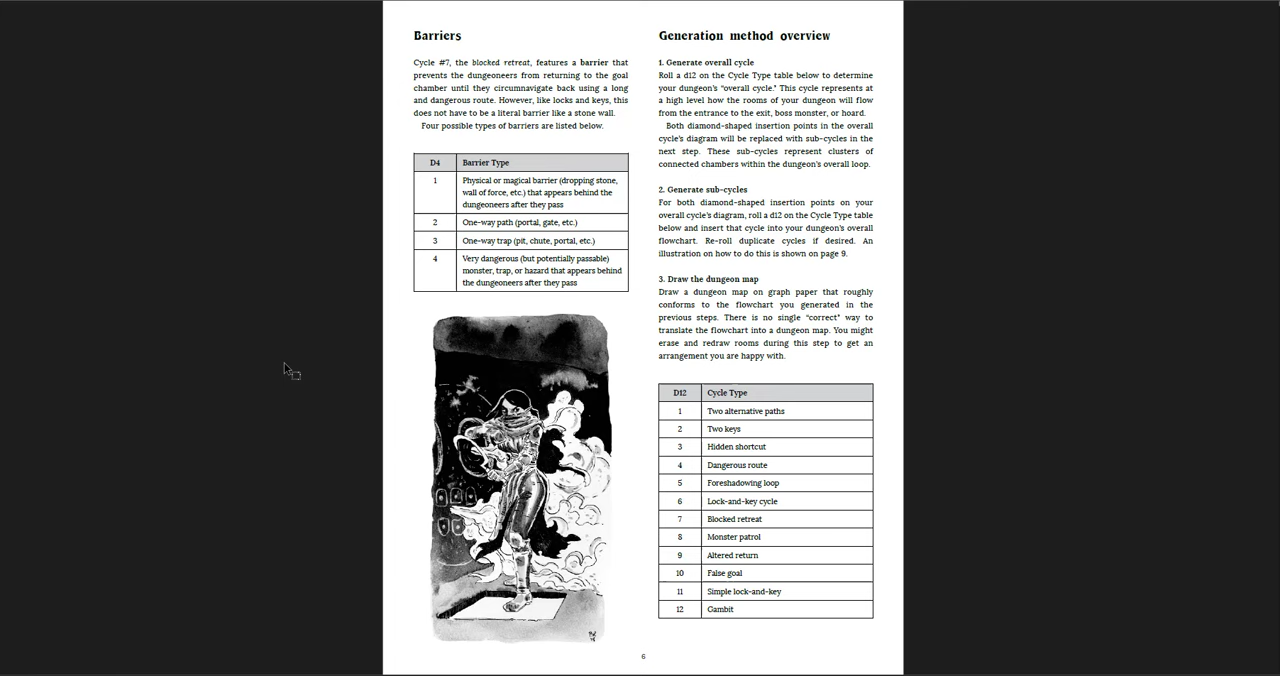 Barriers
Cycle #7, the blocked retreat, features a barrier that
prevents the dungeoneers from returning to the goal
chamber until they circumnavigate back using a long
and dangerous route. However, like locks and keys, this
does not have to be a literal barrier like a stone wall.
Four possible types of barriers are listed below.
D4 Barrier Type
1 Physical or magical barrier (dropping stone,
wall of force, etc.) that appears behind the
dungeoneers after they pass
2 One-way path (portal, gate, etc.)
3 One-way trap (pit, chute, portal, etc.)
4 Very dangerous (but potentially passable)
monster, trap, or hazard that appears behind
the dungeoneers after they pass
Generation method overview
1. Generate overall cycle
Roll a d12 on the Cycle Type table below to determine
your dungeon's “overall cycle.” This cycle represents at
a high level how the rooms of your dungeon will flow
from the entrance to the exit, boss monster, or hoard.
Both diamond-shaped insertion points in the overall
cycle's diagram will be replaced with sub-cycles in the
next step. These sub-cycles represent clusters of
connected chambers within the dungeon's overall loop.
2. Generate sub-cycles
For both diamond-shaped insertion points on your
overall cycle's diagram, roll a d12 on the Cycle Type table
below and insert that cycle into your dungeon's overall
flowchart. Re-roll duplicate cycles if desired. An
illustration on how to do this is shown on page 9.
3. Draw the dungeon map
Draw a dungeon map on graph paper that roughly
conforms to the flowchart you generated in the
previous steps. There is no single “correct” way to
translate the flowchart into a dungeon map. You might
erase and redraw rooms during this step to get an
arrangement you are happy with.
D12 Cycle Type
1 Two alternative paths
2 Two keys
3 Hidden shortcut
4 Dangerous route
5 Foreshadowing loop
6 Lock-and-key cycle
7 Blocked retreat
8 Monster patrol
9 Altered return
10 False goal
11 Simple lock-and-key
12 Gambit
6